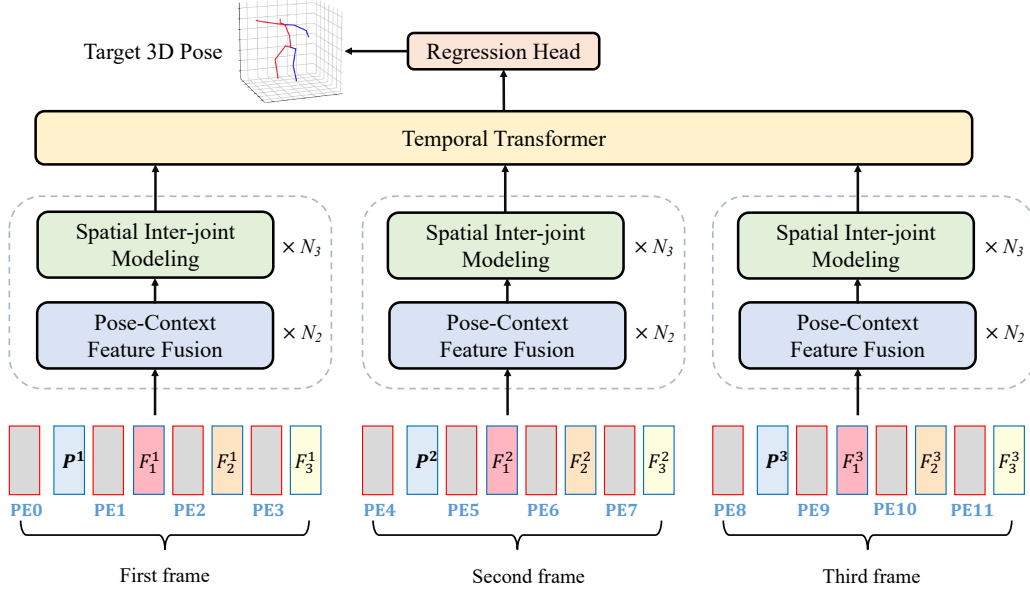 Target 3D Pose
Regression Head
Temporal Transformer
Spatial Inter-joint
Modeling
× N₃
Pose-Context
Feature Fusion
× N₂
Spatial Inter-joint
Modeling
× N₃
Pose-Context
Feature Fusion
× N₂
Spatial Inter-joint
Modeling
× N₃
Pose-Context
Feature Fusion
× N₂
P¹ F₁¹ F₂¹ F₃¹
PE0 PE1 PE2 PE3
First frame
P² F₁² F₂² F₃²
PE4 PE5 PE6 PE7
Second frame
P³ F₁³ F₂³ F₃³
PE8 PE9 PE10 PE11
Third frame